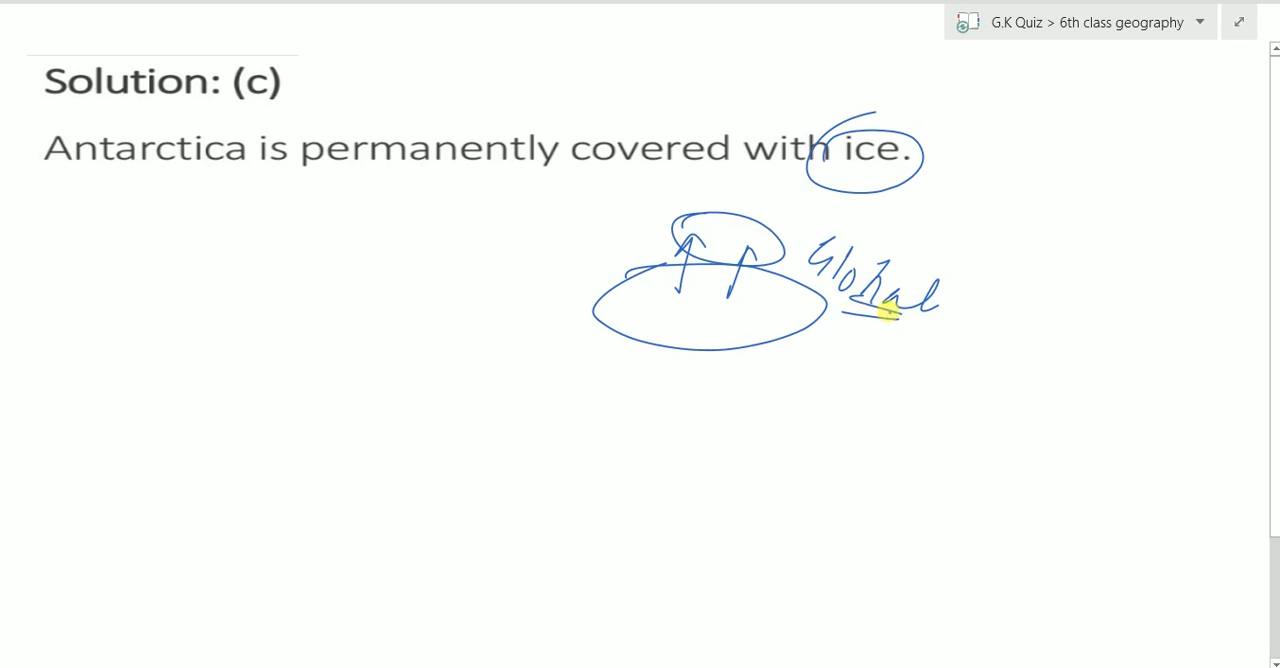 G.K Quiz > 6th class geography
Solution: (c)
Antarctica is permanently covered with ice.
Global